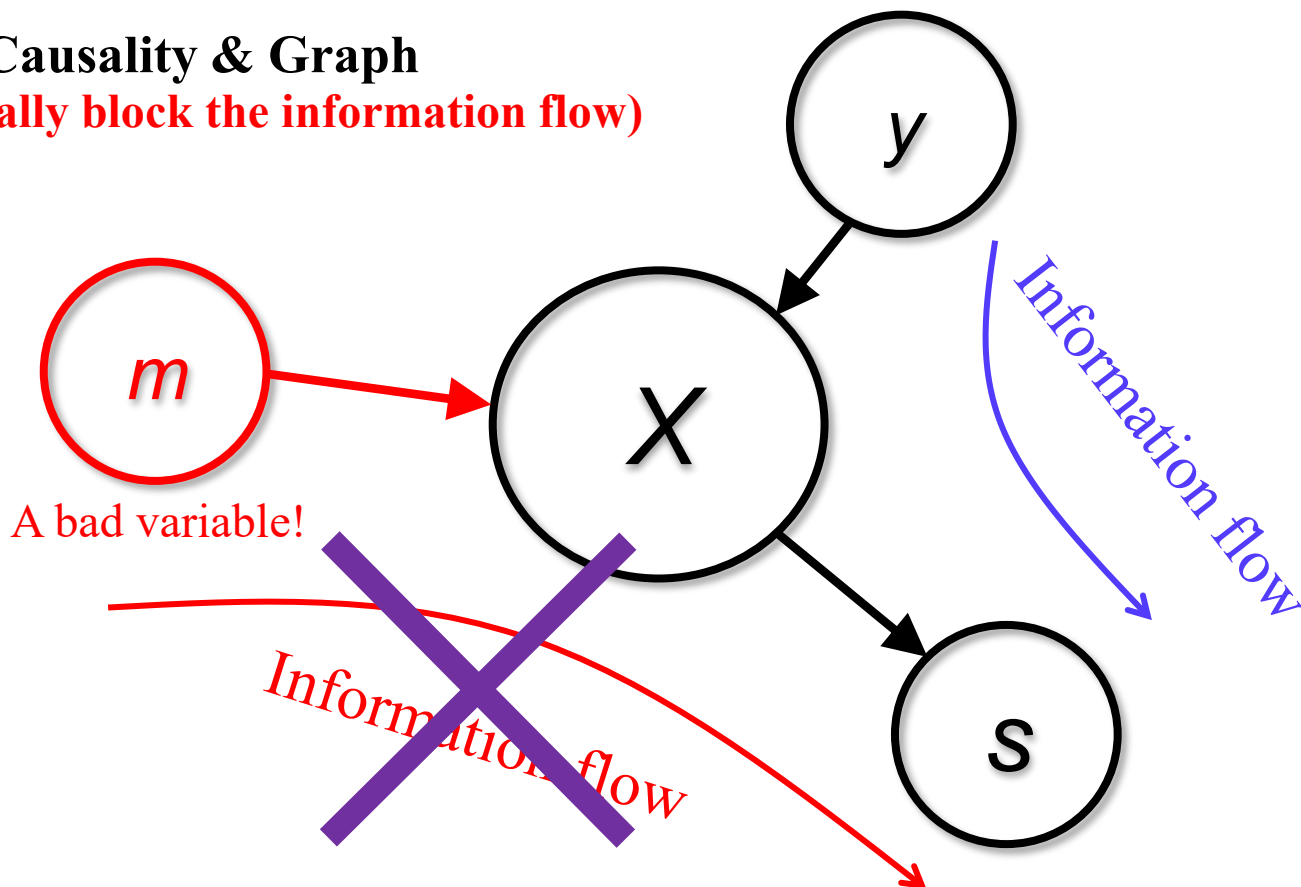 Causality & Graph
ally block the information flow)
y
m
X
A bad variable!
Information flow
Information flow
S